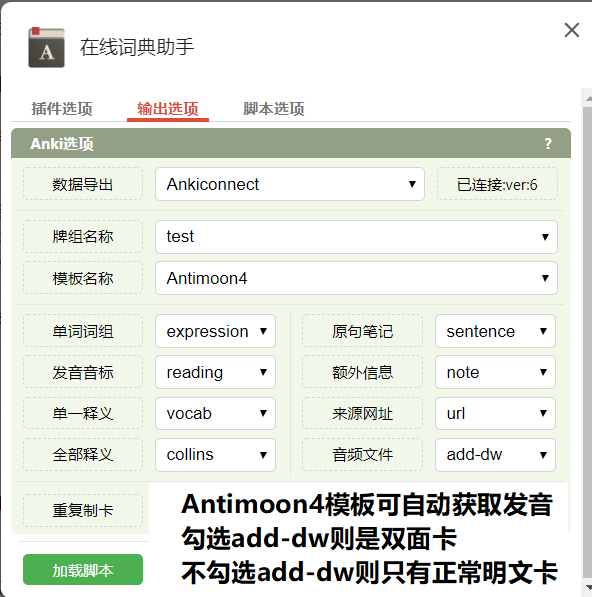 在线词典助手
插件选项 输出选项 脚本选项
Anki选项 ?
数据导出 Ankiconnect 已连接:ver:6
牌组名称 test
模板名称 Antimoon4
单词词组 expression 原句笔记 sentence
发音音标 reading 额外信息 note
单一释义 vocab 来源网址 url
全部释义 collins 音频文件 add-dw
重复制卡
Antimoon4模板可自动获取发音
勾选add-dw则是双面卡
不勾选add-dw则只有正常明文卡
加载脚本